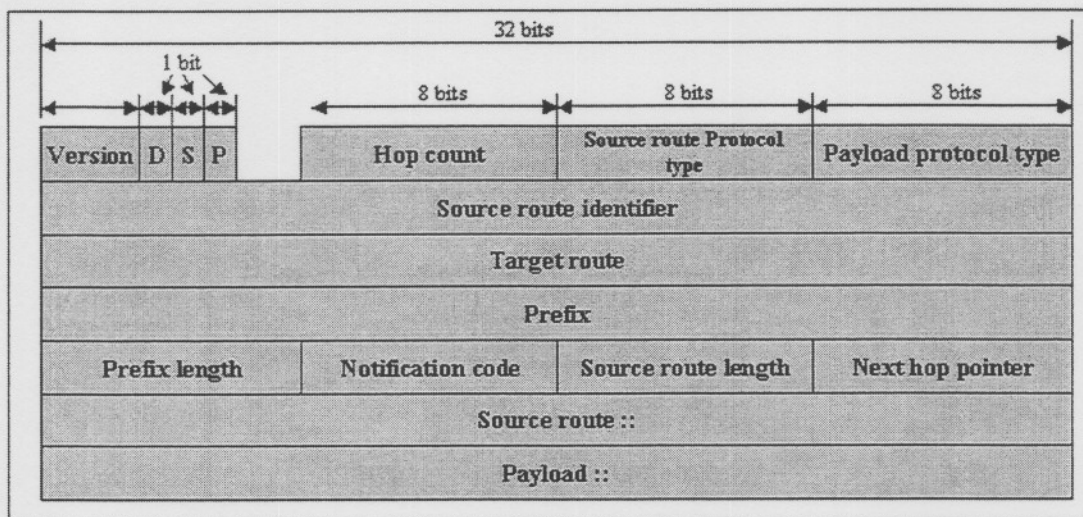 32 bits
1 bit
8 bits 8 bits 8 bits
Version D S P Hop count Source route Protocol type Payload protocol type
Source route identifier
Target route
Prefix
Prefix length Notification code Source route length Next hop pointer
Source route ::
Payload ::